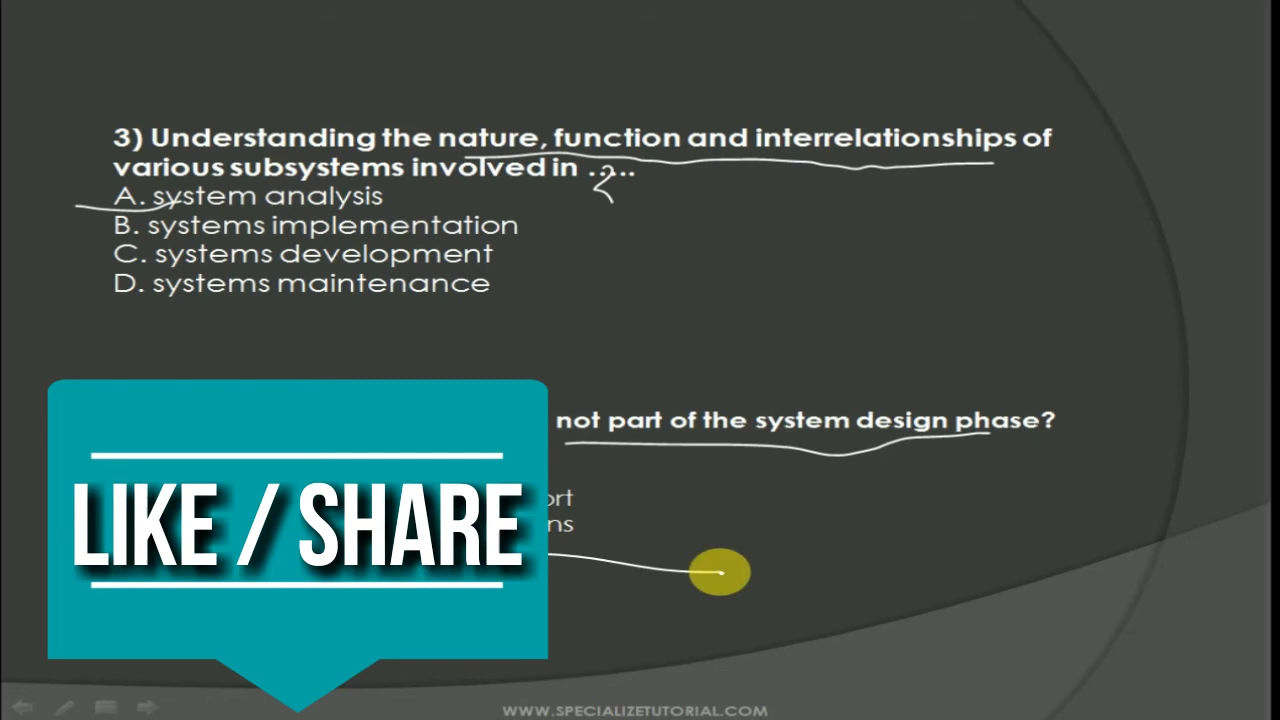 3) Understanding the nature, function and interrelationships of
various subsystems involved in .....
A. system analysis
B. systems implementation
C. systems development
D. systems maintenance
not part of the system design phase?
LIKE / SHARE
WWW.SPECIALIZETUTORIAL.COM